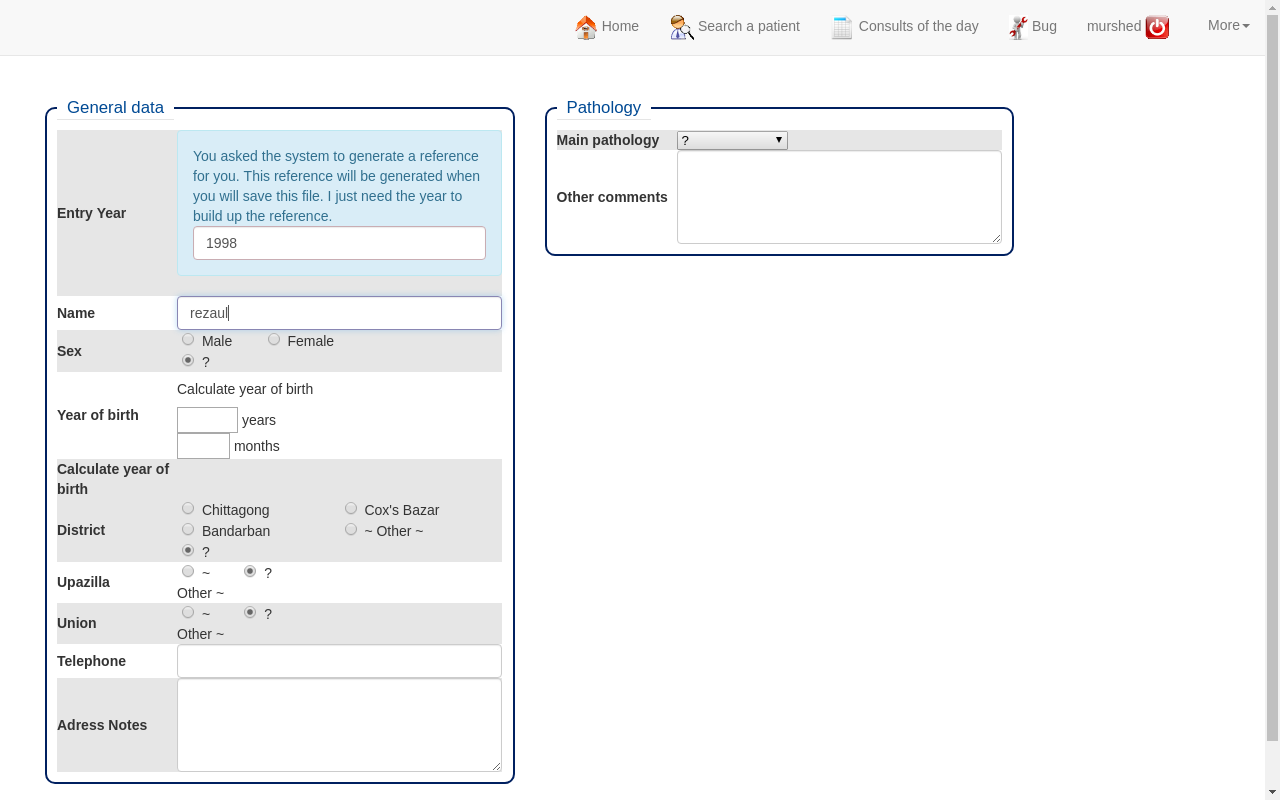 Home Search a patient Consults of the day Bug murshed More
General data
Entry Year
You asked the system to generate a reference
for you. This reference will be generated when
you will save this file. I just need the year to
build up the reference.
1998
Name rezaul
Sex
Male Female
?
Year of birth
Calculate year of birth
years
months
Calculate year of
birth
District
Chittagong Cox's Bazar
Bandarban ~ Other ~
?
Upazilla
~ ?
Other ~
Union
~ ?
Other ~
Telephone
Adress Notes
Pathology
Main pathology ?
Other comments